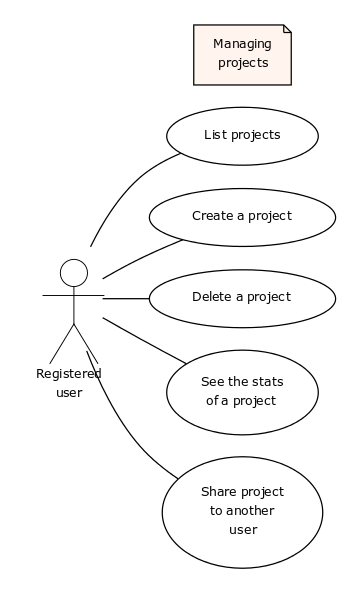 Managing
projects
List projects
Create a project
Delete a project
See the stats
of a project
Registered
user
Share project
to another
user